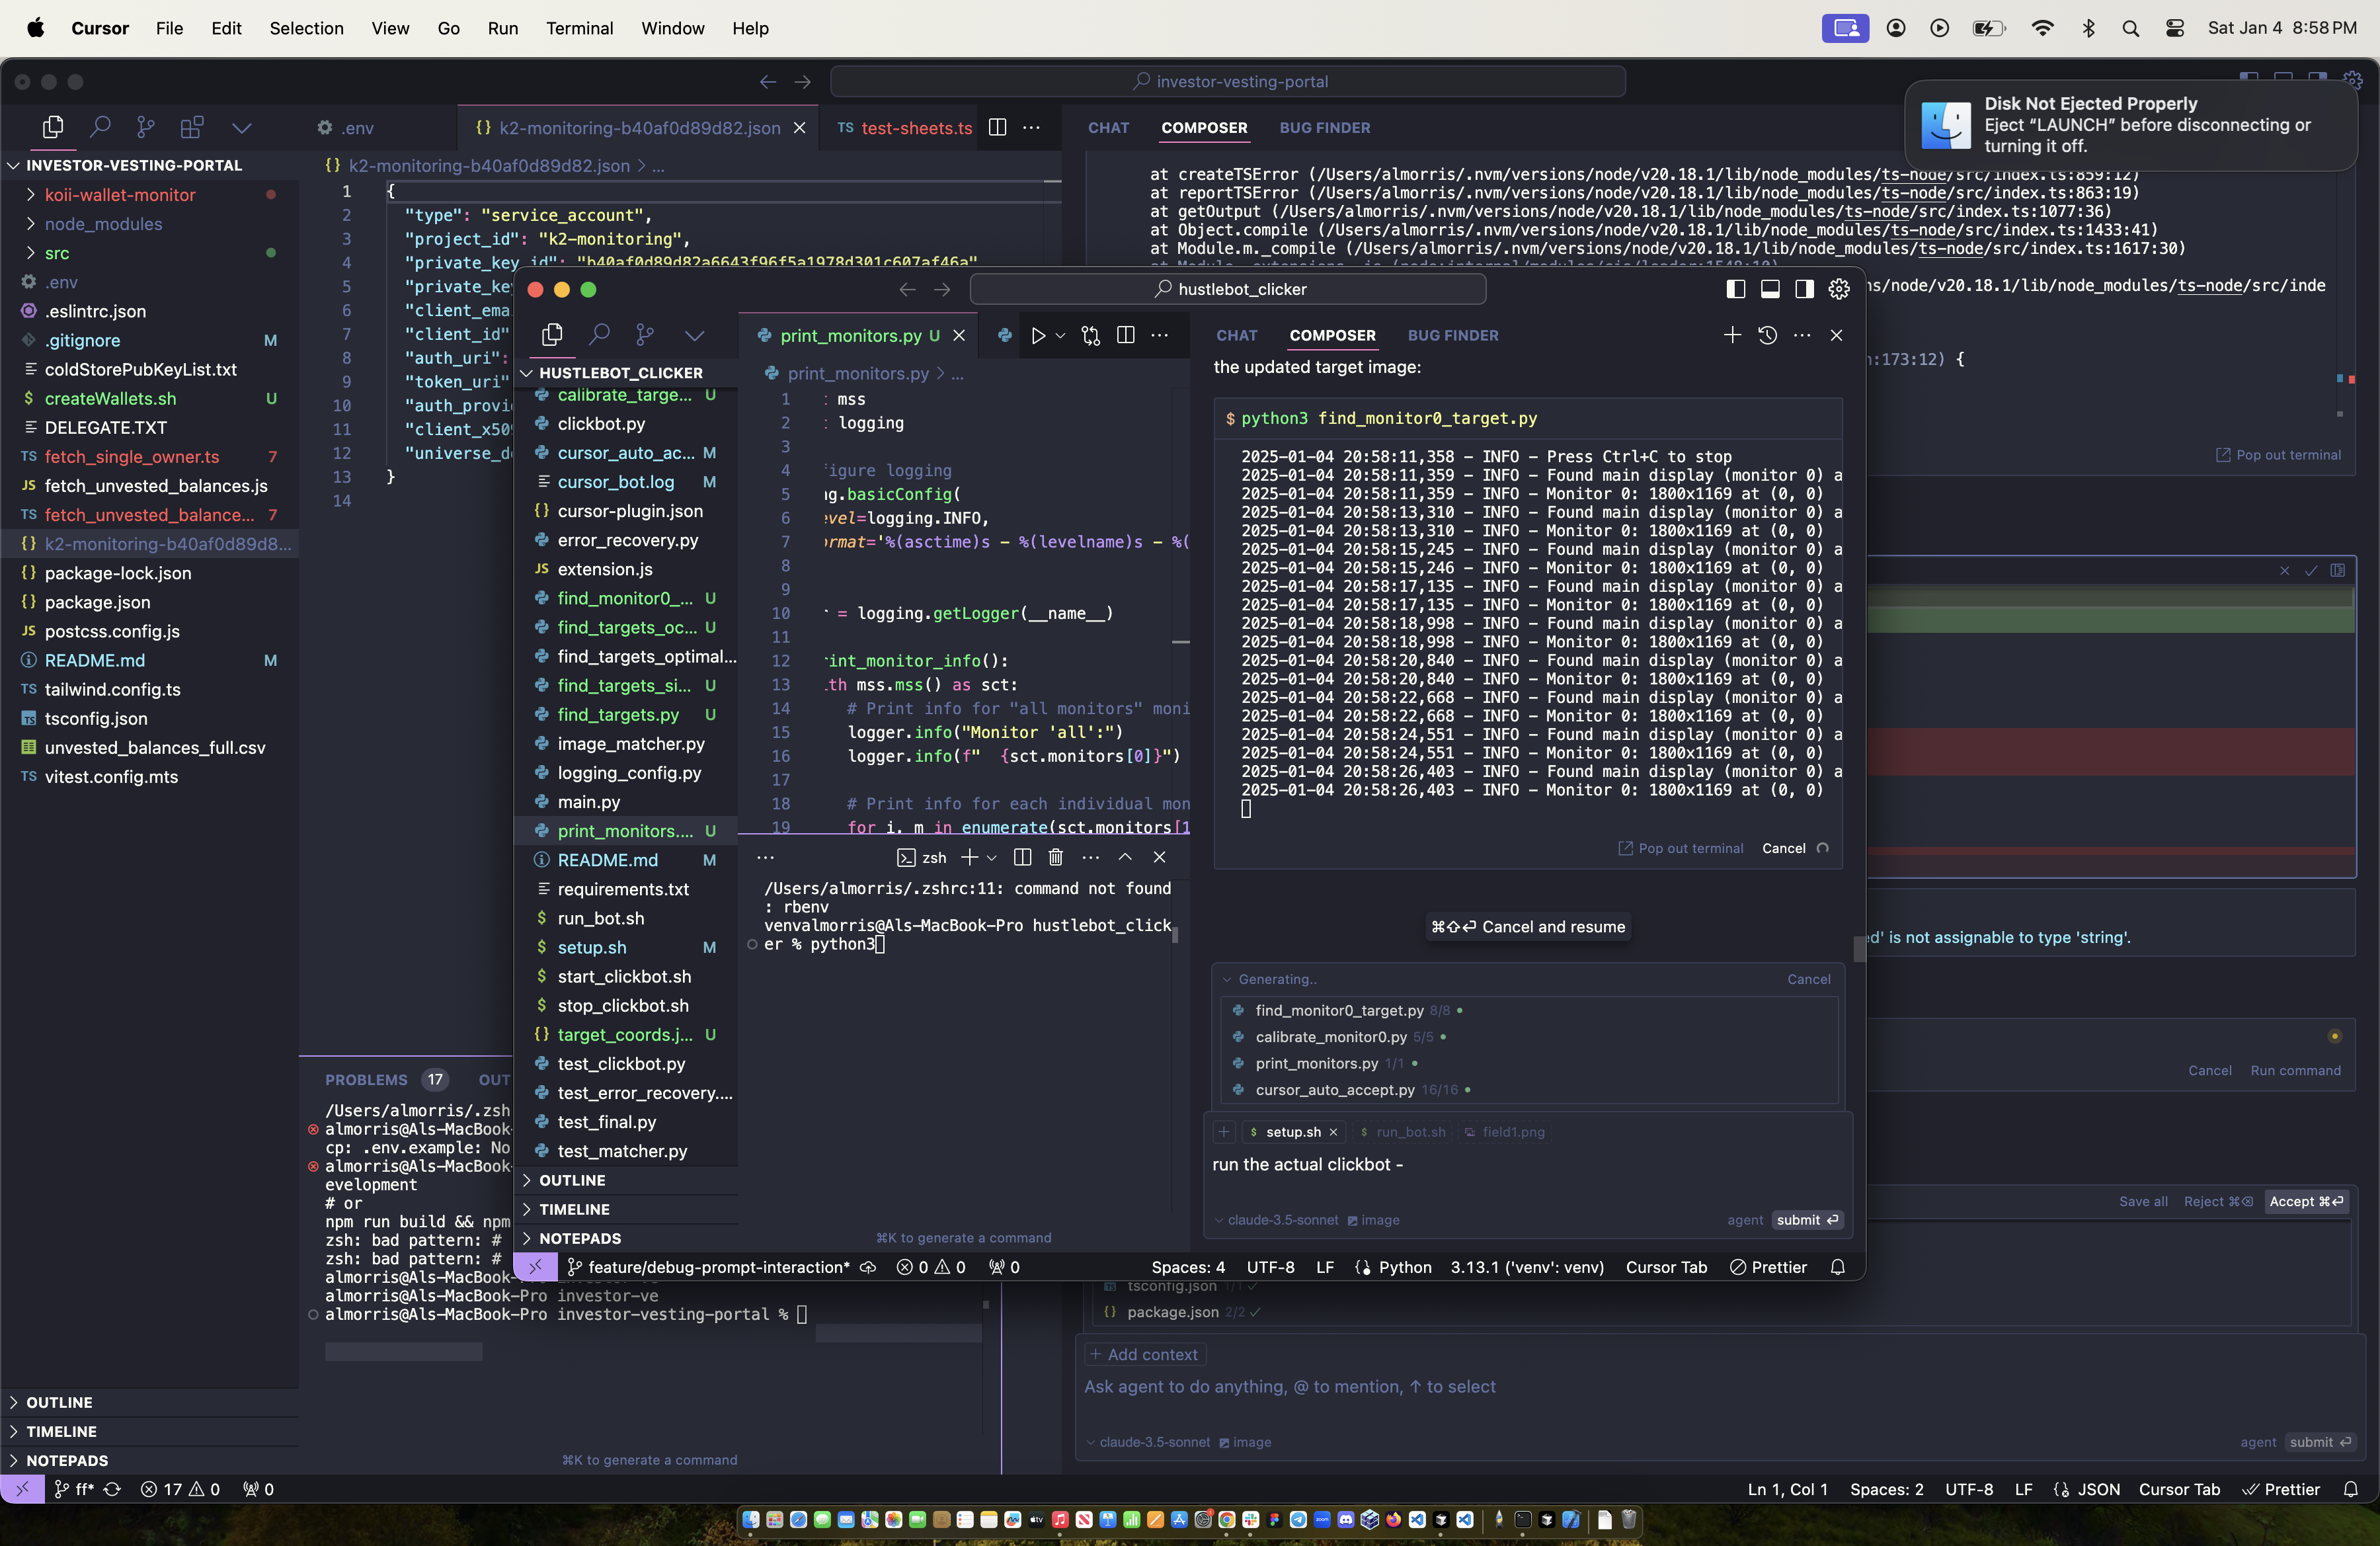 Cursor File Edit Selection View Go Run Terminal Window Help
Sat Jan 4 8:58 PM
investor-vesting-portal
Disk Not Ejected Properly
Eject “LAUNCH” before disconnecting or
turning it off.
.env
k2-monitoring-b40af0d89d82.json
TS test-sheets.ts
CHAT COMPOSER BUG FINDER
INVESTOR-VESTING-PORTAL
koii-wallet-monitor
node_modules
src
.env
.eslintrc.json
.gitignore M
coldStorePubKeyList.txt
$ createWallets.sh U
DELEGATE.TXT
TS fetch_single_owner.ts 7
JS fetch_unvested_balances.js
TS fetch_unvested_balance... 7
{} k2-monitoring-b40af0d89d8...
{} package-lock.json
{} package.json
JS postcss.config.js
README.md M
TS tailwind.config.ts
tsconfig.json
unvested_balances_full.csv
TS vitest.config.mts
OUTLINE
TIMELINE
NOTEPADS
{} k2-monitoring-b40af0d89d82.json > ...
1 {
2 "type": "service_account",
3 "project_id": "k2-monitoring",
4 "private_key_id": "b40af0d89d82a6643f96f5a1978d301c607af46a"
5 "private_key
6 "client_ema
7 "client_id"
8 "auth_uri":
9 "token_uri"
10 "auth_provi
11 "client_x509
12 "universe_do
13 }
14
PROBLEMS 17 OUT
/Users/almorris/.zsh
almorris@Als-MacBook-
cp: .env.example: No
almorris@Als-MacBook-
evelopment
# or
npm run build && npm
zsh: bad pattern: #
zsh: bad pattern: #
almorris@Als-MacBook-Pro investor-ve
almorris@Als-MacBook-Pro investor-ve
almorris@Als-MacBook-Pro investor-vesting-portal %
⌘K to generate a command
at createTSError (/Users/almorris/.nvm/versions/node/v20.18.1/lib/node_modules/ts-node/src/index.ts:859:12)
at reportTSError (/Users/almorris/.nvm/versions/node/v20.18.1/lib/node_modules/ts-node/src/index.ts:863:19)
at getOutput (/Users/almorris/.nvm/versions/node/v20.18.1/lib/node_modules/ts-node/src/index.ts:1077:36)
at Object.compile (/Users/almorris/.nvm/versions/node/v20.18.1/lib/node_modules/ts-node/src/index.ts:1433:41)
at Module.m._compile (/Users/almorris/.nvm/versions/node/v20.18.1/lib/node_modules/ts-node/src/index.ts:1617:30)
ns/node/v20.18.1/lib/node_modules/ts-node/src/inde
n:173:12) {
Pop out terminal
ed' is not assignable to type 'string'.
Cancel Run command
Save all Reject ⌘⌫ Accept ⌘⏎
tsconfig.json 1/1
{} package.json 2/2
+ Add context
Ask agent to do anything, @ to mention, ↑ to select
claude-3.5-sonnet image
agent submit ⏎
hustlebot_clicker
print_monitors.py U
HUSTLEBOT_CLICKER
calibrate_targe... U
clickbot.py
cursor_auto_ac... M
cursor_bot.log M
{} cursor-plugin.json
error_recovery.py
JS extension.js
find_monitor0_... U
find_targets_oc... U
find_targets_optimal...
find_targets_si... U
find_targets.py U
image_matcher.py
logging_config.py
main.py
print_monitors.... U
README.md M
requirements.txt
$ run_bot.sh
$ setup.sh M
$ start_clickbot.sh
$ stop_clickbot.sh
{} target_coords.j... U
test_clickbot.py
test_error_recovery....
test_final.py
test_matcher.py
OUTLINE
TIMELINE
NOTEPADS
print_monitors.py > ...
1 : mss
2 : logging
3
4 figure logging
5 ng.basicConfig(
6 evel=logging.INFO,
7 ormat='%(asctime)s - %(levelname)s - %(
8
9
10 r = logging.getLogger(__name__)
11
12 rint_monitor_info():
13 ith mss.mss() as sct:
14 # Print info for "all monitors" moni
15 logger.info("Monitor 'all':")
16 logger.info(f" {sct.monitors[0]}")
17
18 # Print info for each individual mon
19 for i, m in enumerate(sct.monitors[1
zsh
/Users/almorris/.zshrc:11: command not found
: rbenv
venvalmorris@Als-MacBook-Pro hustlebot_click
er % python3
⌘K to generate a command
CHAT COMPOSER BUG FINDER
the updated target image:
$ python3 find_monitor0_target.py
2025-01-04 20:58:11,358 - INFO - Press Ctrl+C to stop
2025-01-04 20:58:11,359 - INFO - Found main display (monitor 0) a
2025-01-04 20:58:11,359 - INFO - Monitor 0: 1800x1169 at (0, 0)
2025-01-04 20:58:13,310 - INFO - Found main display (monitor 0) a
2025-01-04 20:58:13,310 - INFO - Monitor 0: 1800x1169 at (0, 0)
2025-01-04 20:58:15,245 - INFO - Found main display (monitor 0) a
2025-01-04 20:58:15,246 - INFO - Monitor 0: 1800x1169 at (0, 0)
2025-01-04 20:58:17,135 - INFO - Found main display (monitor 0) a
2025-01-04 20:58:17,135 - INFO - Monitor 0: 1800x1169 at (0, 0)
2025-01-04 20:58:18,998 - INFO - Found main display (monitor 0) a
2025-01-04 20:58:18,998 - INFO - Monitor 0: 1800x1169 at (0, 0)
2025-01-04 20:58:20,840 - INFO - Found main display (monitor 0) a
2025-01-04 20:58:20,840 - INFO - Monitor 0: 1800x1169 at (0, 0)
2025-01-04 20:58:22,668 - INFO - Found main display (monitor 0) a
2025-01-04 20:58:22,668 - INFO - Monitor 0: 1800x1169 at (0, 0)
2025-01-04 20:58:24,551 - INFO - Found main display (monitor 0) a
2025-01-04 20:58:24,551 - INFO - Monitor 0: 1800x1169 at (0, 0)
2025-01-04 20:58:26,403 - INFO - Found main display (monitor 0) a
2025-01-04 20:58:26,403 - INFO - Monitor 0: 1800x1169 at (0, 0)
Pop out terminal Cancel
⌘⇧⏎ Cancel and resume
Generating.. Cancel
find_monitor0_target.py 8/8
calibrate_monitor0.py 5/5
print_monitors.py 1/1
cursor_auto_accept.py 16/16
+ $ setup.sh × $ run_bot.sh field1.png
run the actual clickbot -
claude-3.5-sonnet image
agent submit ⏎
feature/debug-prompt-interaction* 0 0 0
Spaces: 4 UTF-8 LF Python 3.13.1 ('venv': venv) Cursor Tab Prettier
ff* 17 0 0
Ln 1, Col 1 Spaces: 2 UTF-8 LF JSON Cursor Tab Prettier